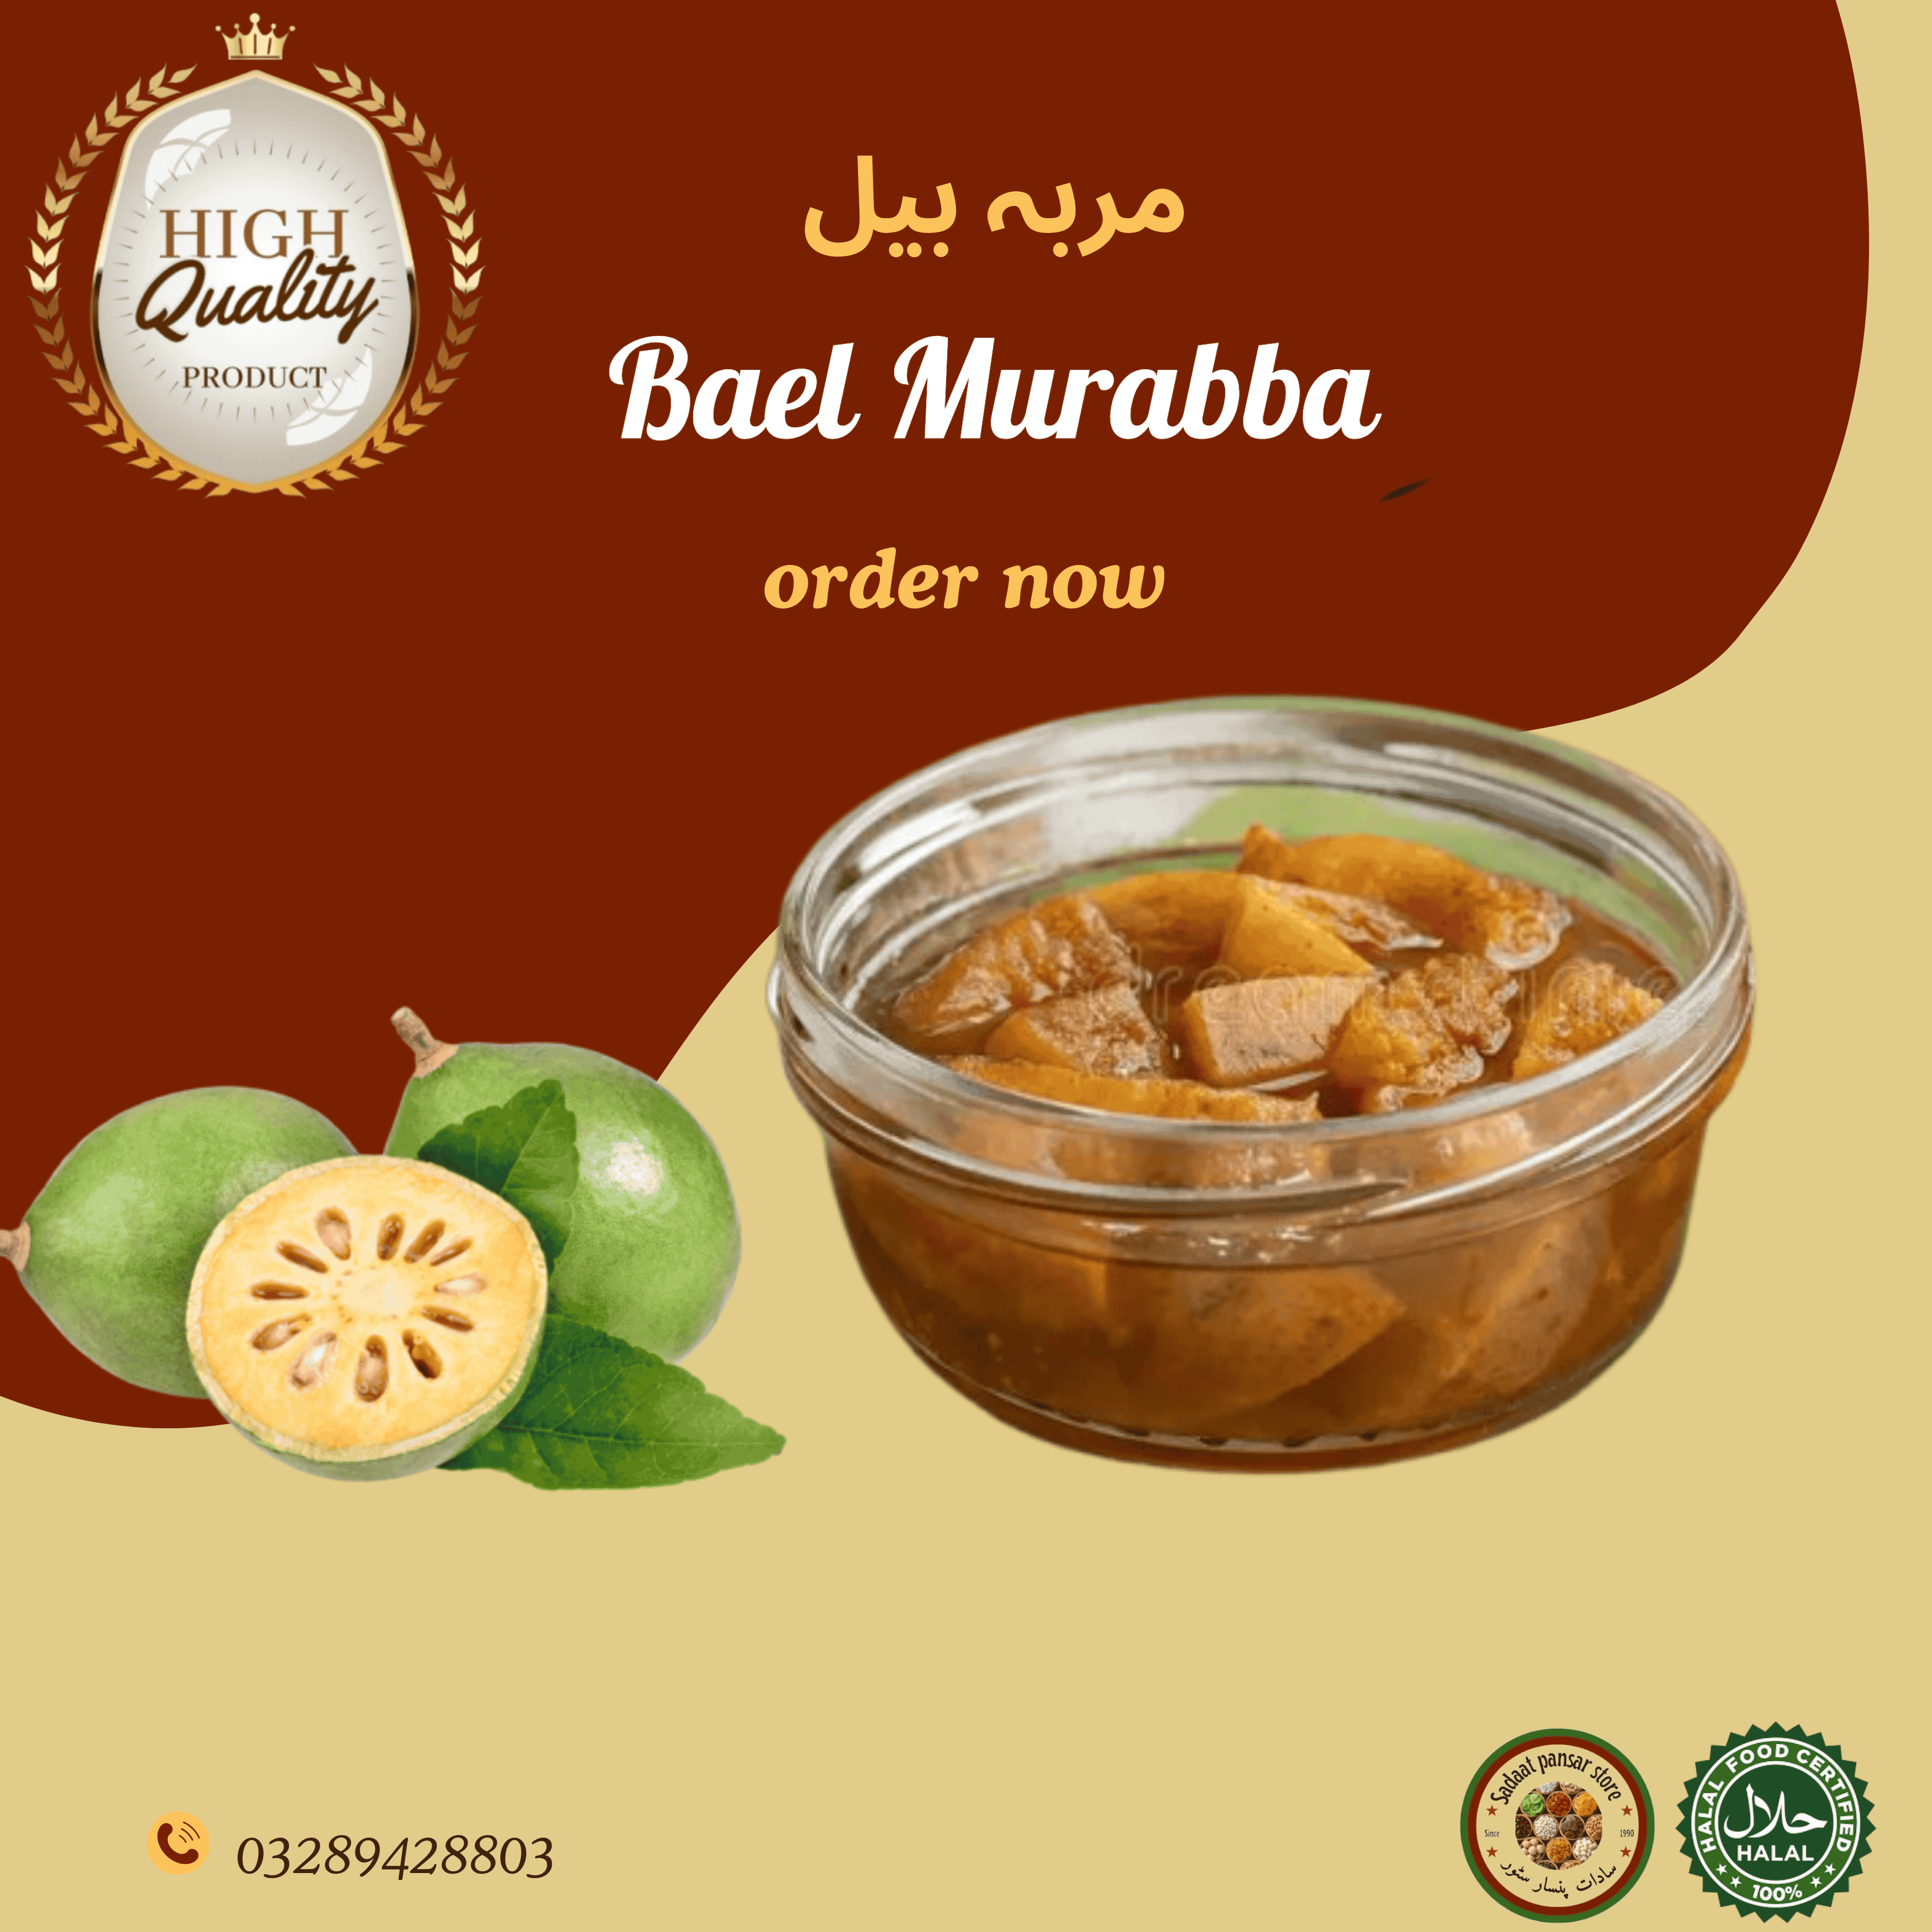 HIGH
Quality
PRODUCT
مربہ بیل
Bael Murabba
order now
dreamstime
03289428803
Sadaat pansar store
Since 1990
سادات پنسار سٹور
HALAL FOOD CERTIFIED
حلال
HALAL
100%